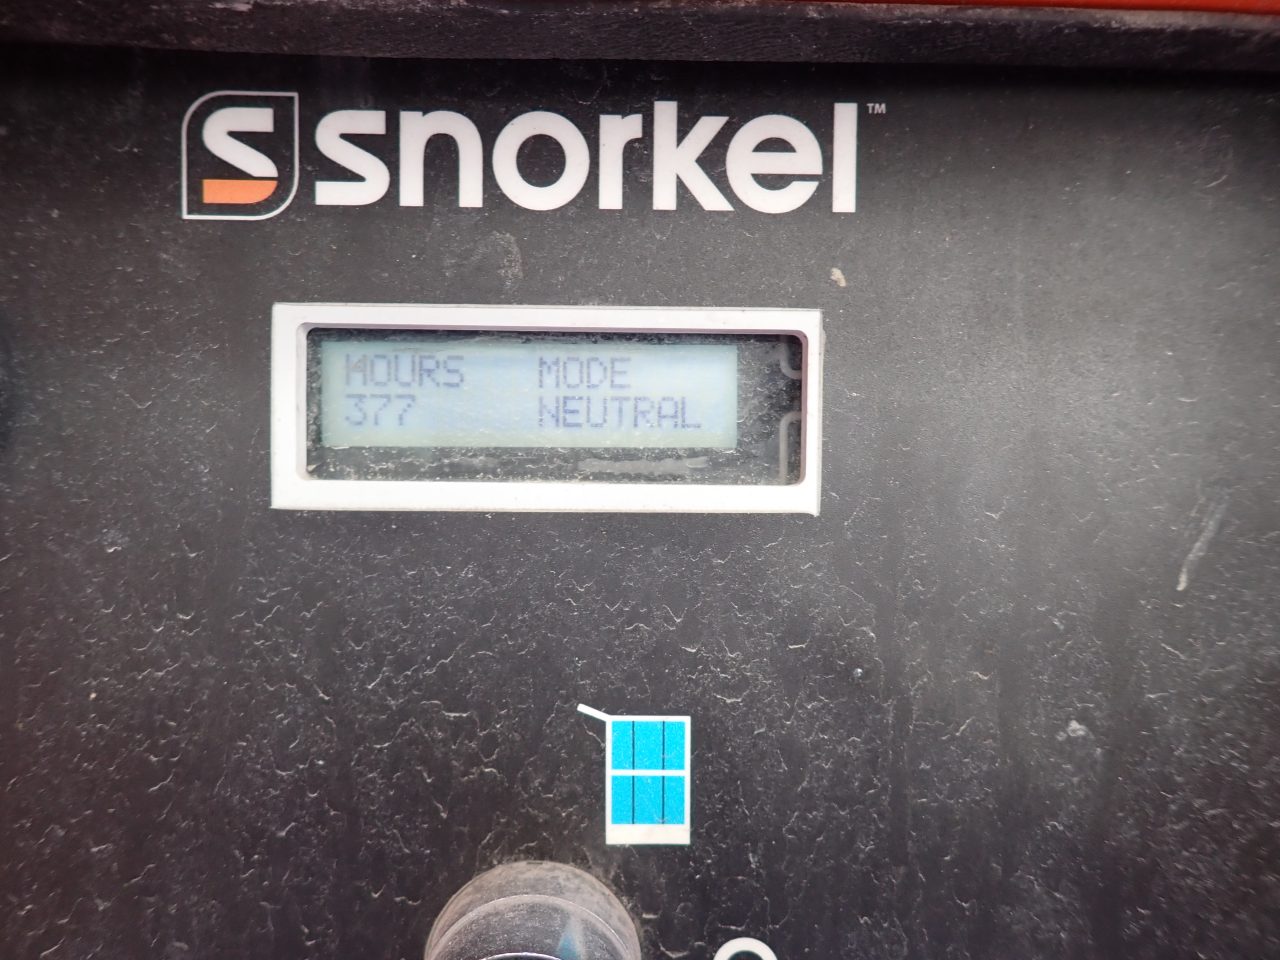 snorkel™
HOURS MODE
377 NEUTRAL